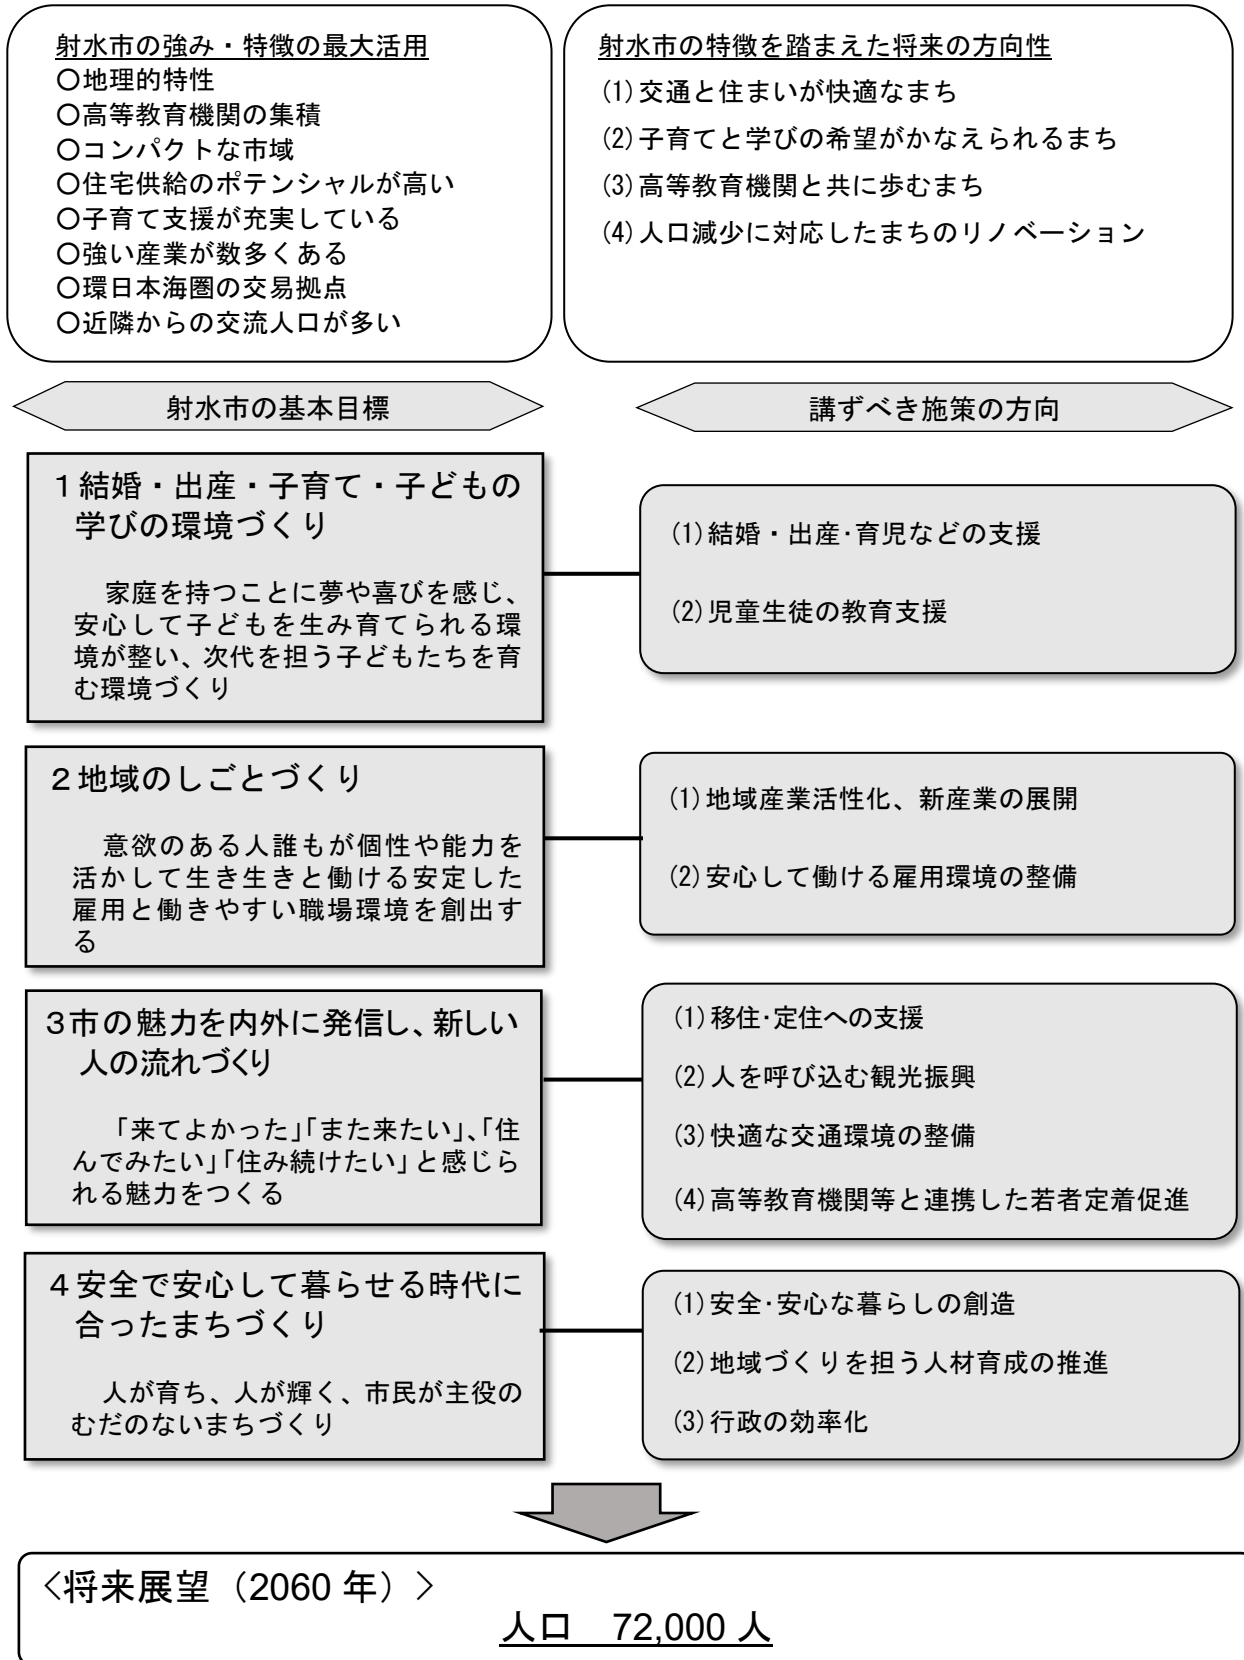 射水市の強み・特徴の最大活用
〇地理的特性
〇高等教育機関の集積
〇コンパクトな市域
〇住宅供給のポテンシャルが高い
〇子育て支援が充実している
〇強い産業が数多くある
〇環日本海圏の交易拠点
〇近隣からの交流人口が多い
射水市の特徴を踏まえた将来の方向性
(1)交通と住まいが快適なまち
(2)子育てと学びの希望がかなえられるまち
(3)高等教育機関と共に歩むまち
(4)人口減少に対応したまちのリノベーション
射水市の基本目標
講ずべき施策の方向
1結婚・出産・子育て・子どもの
学びの環境づくり
家庭を持つことに夢や喜びを感じ、
安心して子どもを生み育てられる環
境が整い、次代を担う子どもたちを育
む環境づくり
(1)結婚・出産・育児などの支援
(2)児童生徒の教育支援
2地域のしごとづくり
意欲のある人誰もが個性や能力を
活かして生き生きと働ける安定した
雇用と働きやすい職場環境を創出す
る
(1)地域産業活性化、新産業の展開
(2)安心して働ける雇用環境の整備
3市の魅力を内外に発信し、新しい
人の流れづくり
「来てよかった」「また来たい」、「住
んでみたい」「住み続けたい」と感じら
れる魅力をつくる
(1)移住・定住への支援
(2)人を呼び込む観光振興
(3)快適な交通環境の整備
(4)高等教育機関等と連携した若者定着促進
4安全で安心して暮らせる時代に
合ったまちづくり
人が育ち、人が輝く、市民が主役の
むだのないまちづくり
(1)安全・安心な暮らしの創造
(2)地域づくりを担う人材育成の推進
(3)行政の効率化
〈将来展望（2060 年）〉
人口　72,000 人